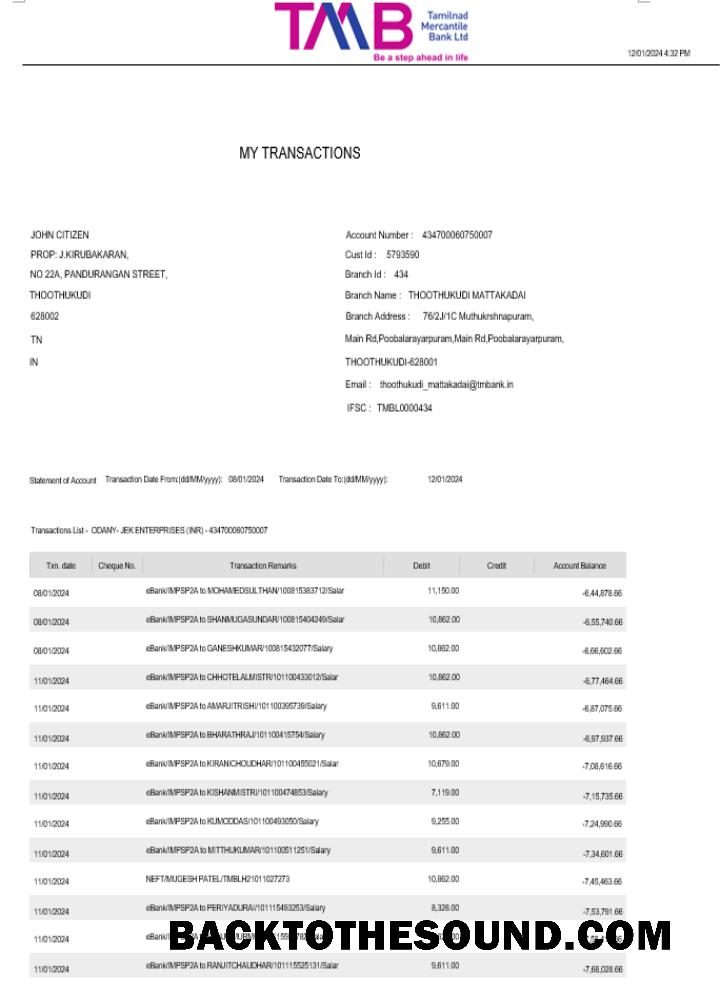 TMB Tamilnad
Mercantile
Bank Ltd
Be a step ahead in life
12/01/2024 4:32 PM
MY TRANSACTIONS
JOHN CITIZEN Account Number : 434700060750007
PROP: J.KIRUBAKARAN, Cust Id : 5793590
NO 22A, PANDURANGAN STREET, Branch Id : 434
THOOTHUKUDI Branch Name : THOOTHUKUDI MATTAKADAI
628002 Branch Address : 76/2J/1C Muthukrshnapuram,
TN Main Rd,Poobalarayarpuram,Main Rd,Poobalarayarpuram,
IN THOOTHUKUDI-628001
Email : thoothukudi_mattakadai@tmbank.in
IFSC : TMBL0000434
Statement of Account Transaction Date From:(dd/MM/yyyy): 08/01/2024 Transaction Date To:(dd/MM/yyyy): 12/01/2024
Transactions List - ODANY- JEK ENTERPRISES (INR) - 434700060750007
Txn. date Cheque No. Transaction Remarks Debit Credit Account Balance
08/01/2024 eBank/IMPSP2A to MOHAMEDSULTHAN/100815383712/Salar 11,150.00 -6,44,878.66
08/01/2024 eBank/IMPSP2A to SHANMUGASUNDAR/100815404249/Salar 10,862.00 -6,55,740.66
08/01/2024 eBank/IMPSP2A to GANESHKUMAR/100815432077/Salary 10,862.00 -6,66,602.66
11/01/2024 eBank/IMPSP2A to CHHOTELALMISTR/101100433012/Salar 10,862.00 -6,77,464.66
11/01/2024 eBank/IMPSP2A to AMARJITRISHI/101100395739/Salary 9,611.00 -6,87,075.66
11/01/2024 eBank/IMPSP2A to BHARATHRAJ/101100415754/Salary 10,862.00 -6,97,937.66
11/01/2024 eBank/IMPSP2A to KIRANICHOUDHAR/101100455021/Salar 10,679.00 -7,08,616.66
11/01/2024 eBank/IMPSP2A to KISHANMISTRI/101100474853/Salary 7,119.00 -7,15,735.66
11/01/2024 eBank/IMPSP2A to KUMODDAS/101100493050/Salary 9,255.00 -7,24,990.66
11/01/2024 eBank/IMPSP2A to MITTHUKUMAR/101100511251/Salary 9,611.00 -7,34,601.66
11/01/2024 NEFT/MUGESH PATEL/TMBLH21011027273 10,862.00 -7,45,463.66
11/01/2024 eBank/IMPSP2A to PERIYADURAI/101115493253/Salary 8,328.00 -7,53,791.66
11/01/2024
BACKTOTHESOUND.COM
11/01/2024 eBank/IMPSP2A to RANJITCHAUDHAR/101115525131/Salar 9,611.00 -7,68,028.66